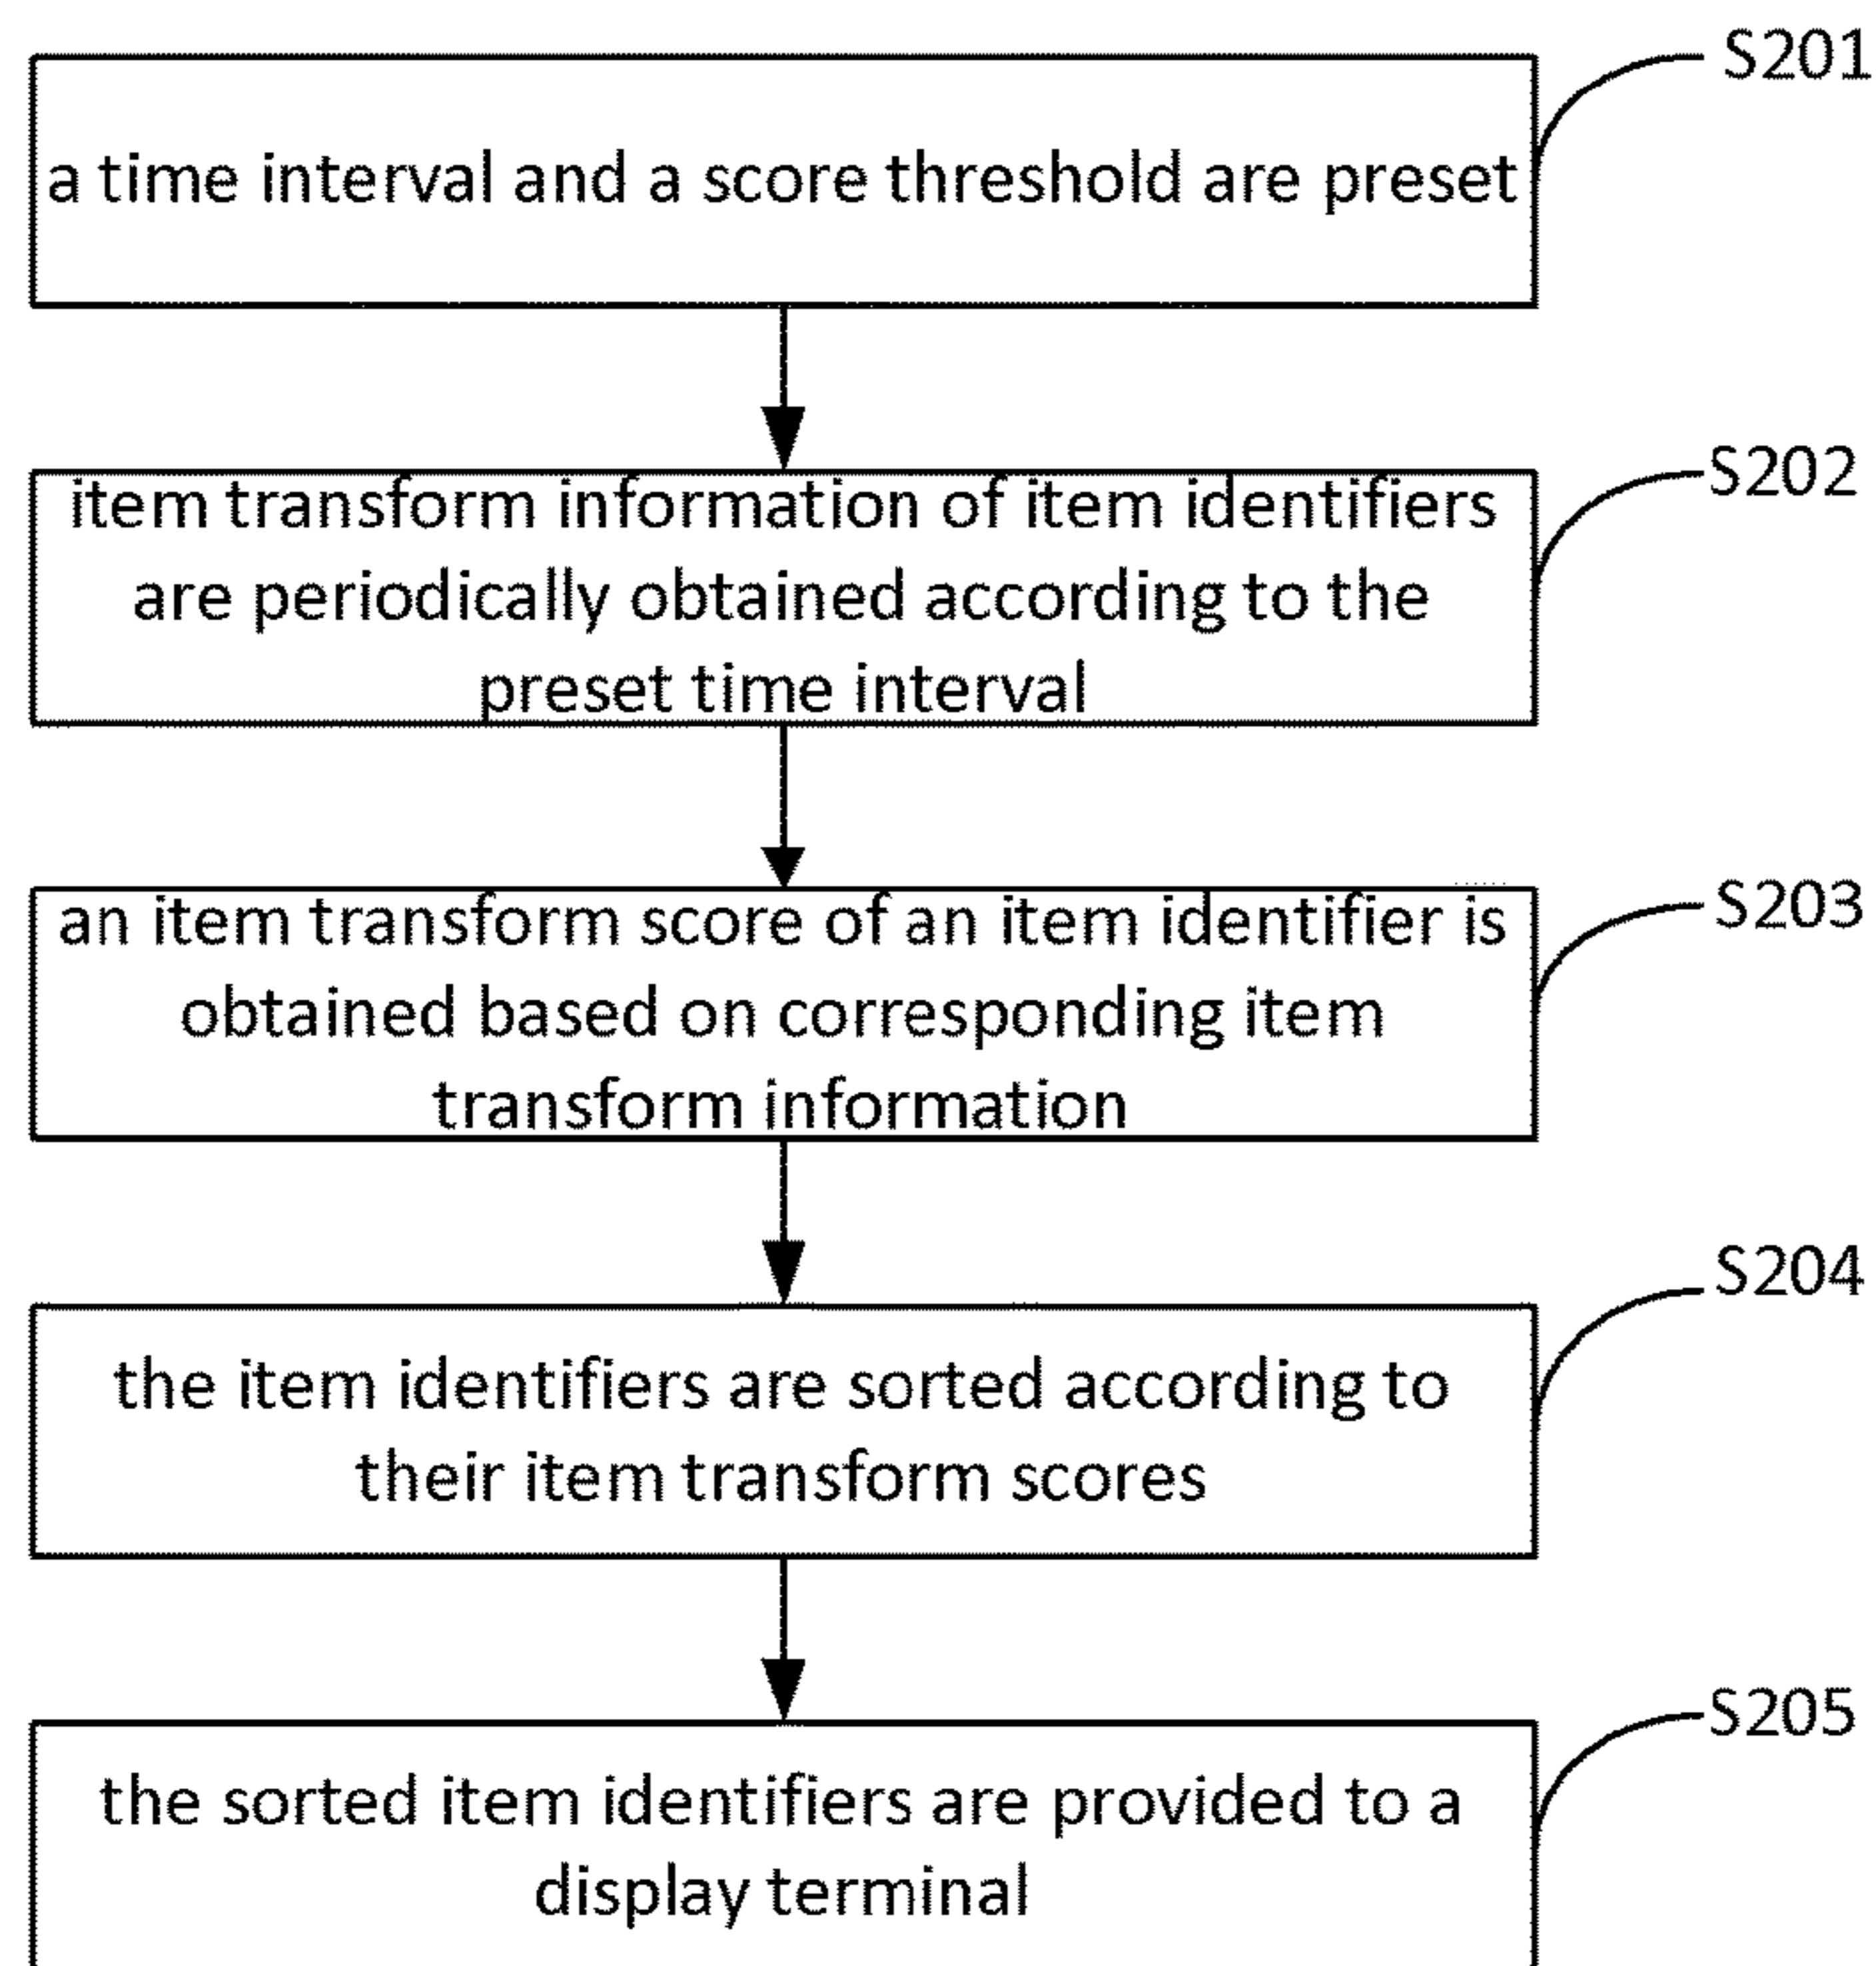 S201
a time interval and a score threshold are preset
S202
item transform information of item identifiers
are periodically obtained according to the
preset time interval
S203
an item transform score of an item identifier is
obtained based on corresponding item
transform information
S204
the item identifiers are sorted according to
their item transform scores
S205
the sorted item identifiers are provided to a
display terminal